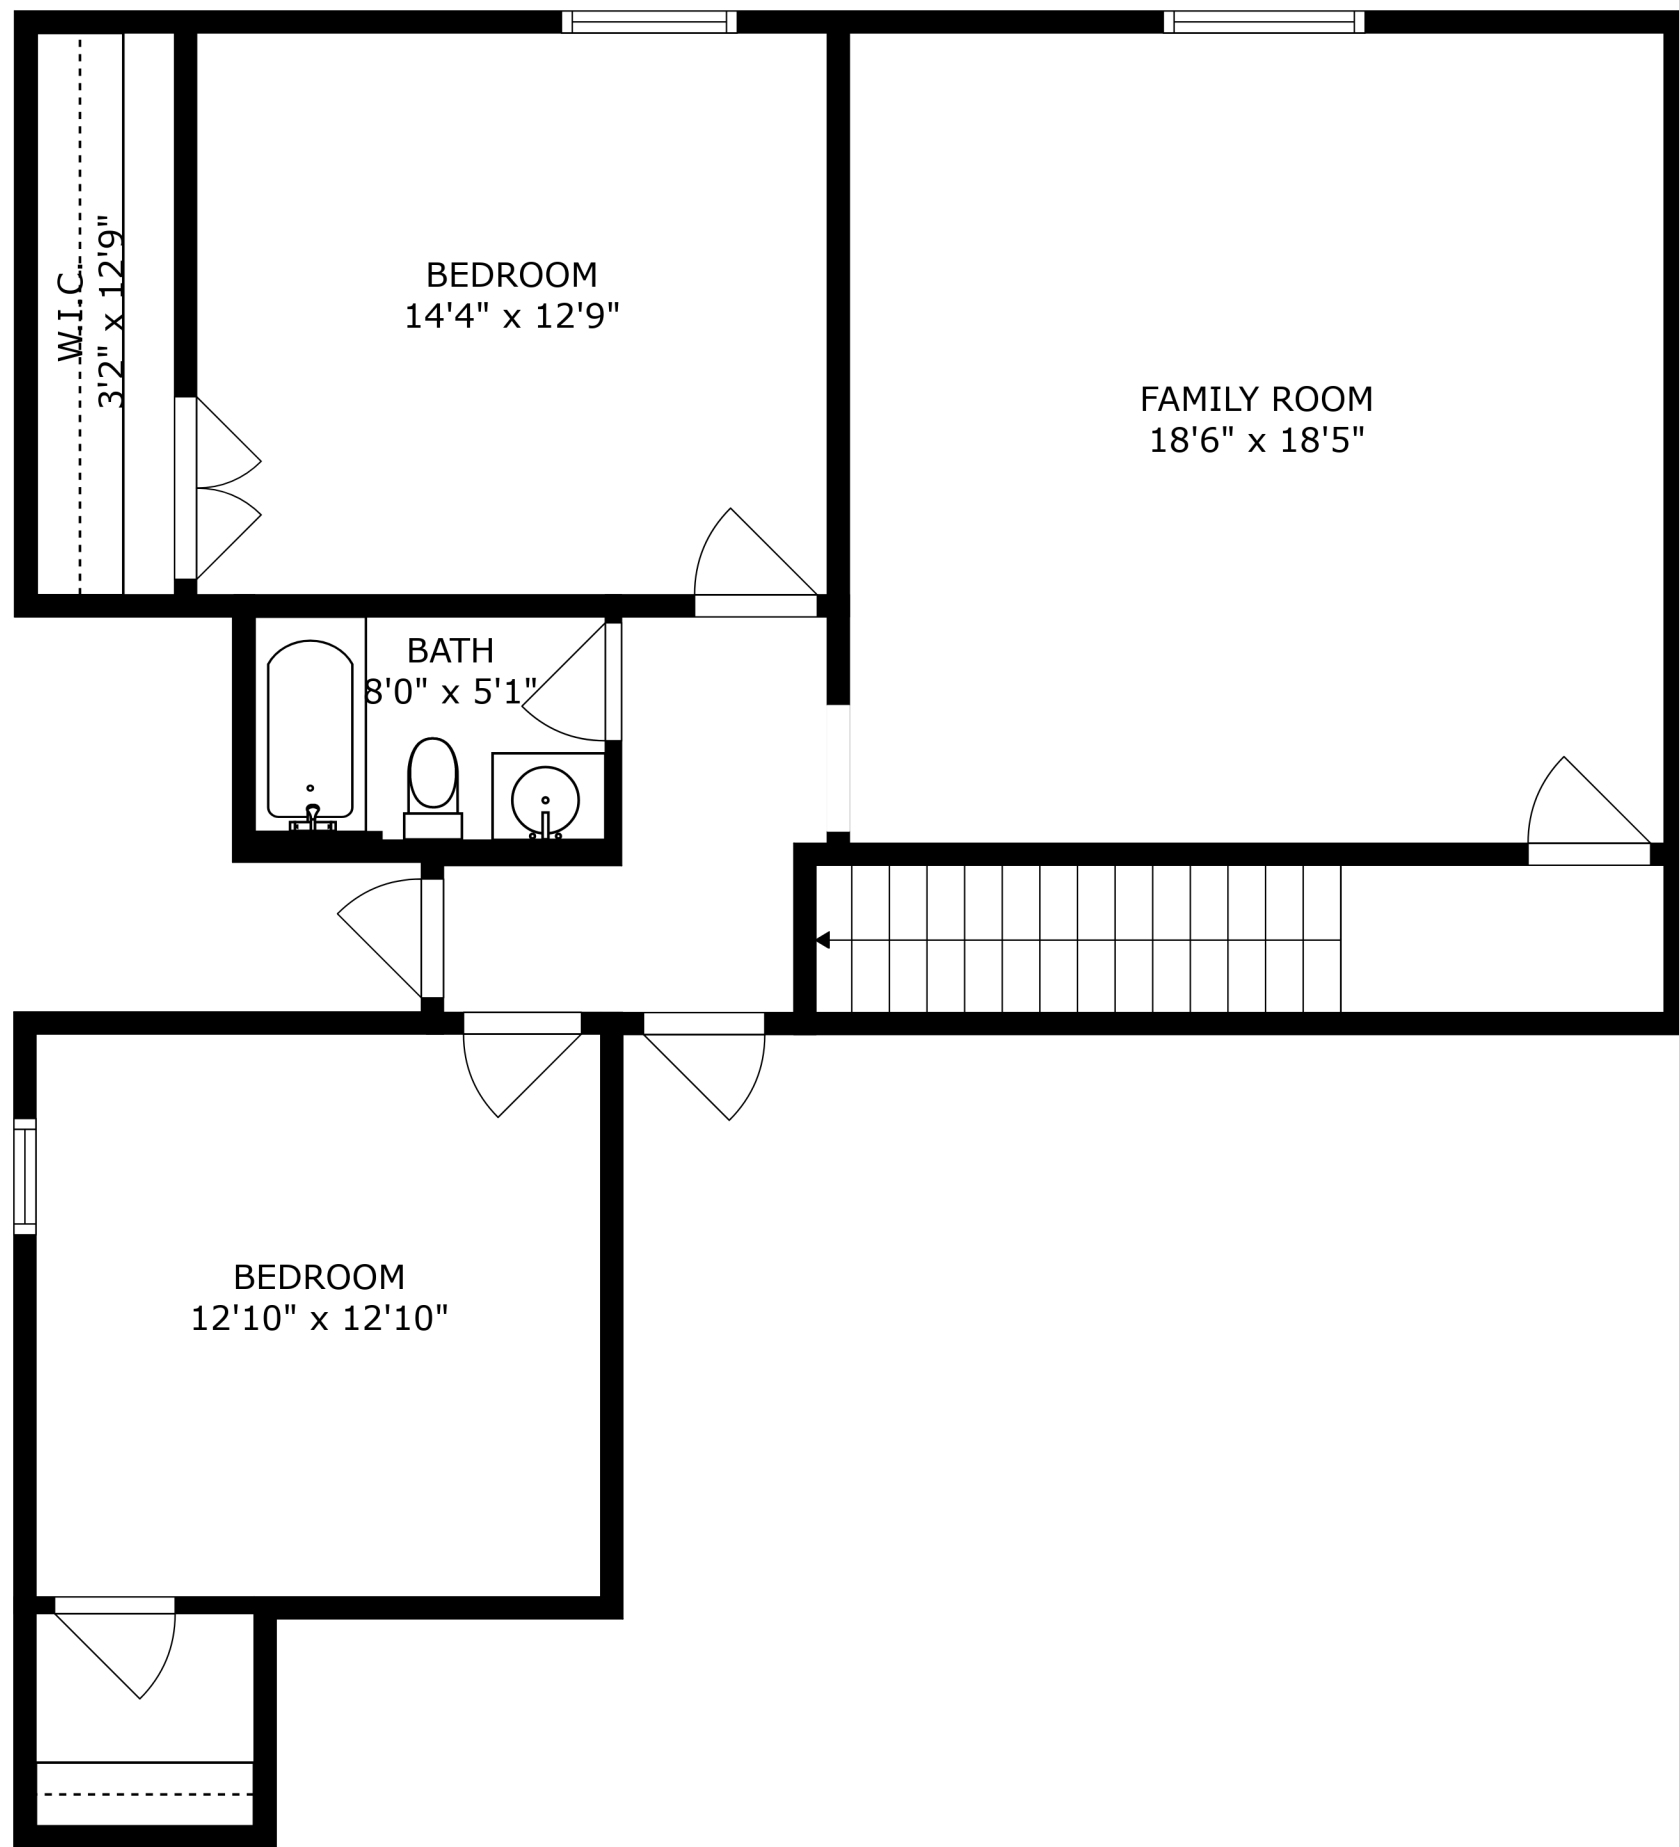 W.I.C.
3'2" x 12'9"
BEDROOM
14'4" x 12'9"
FAMILY ROOM
18'6" x 18'5"
BATH
8'0" x 5'1"
BEDROOM
12'10" x 12'10"